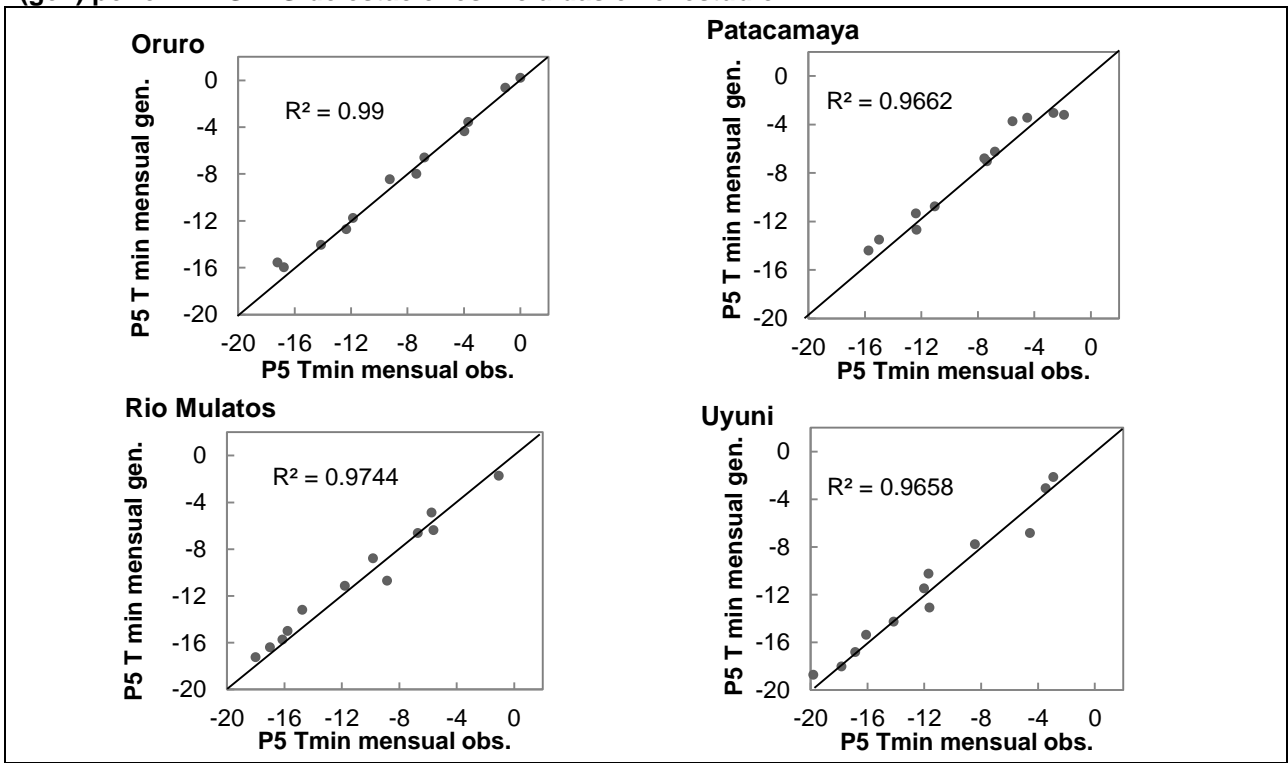 Oruro
P5 T min mensual gen.
R² = 0.99
0
-4
-8
-12
-16
-20
-20 -16 -12 -8 -4 0
P5 Tmin mensual obs.
Patacamaya
P5 T min mensual gen.
R² = 0.9662
0
-4
-8
-12
-16
-20
-20 -16 -12 -8 -4 0
P5 Tmin mensual obs.
Rio Mulatos
P5 T min mensual gen.
R² = 0.9744
0
-4
-8
-12
-16
-20
-20 -16 -12 -8 -4 0
P5 Tmin mensual obs.
Uyuni
P5 T min mensual gen.
R² = 0.9658
0
-4
-8
-12
-16
-20
-20 -16 -12 -8 -4 0
P5 Tmin mensual obs.